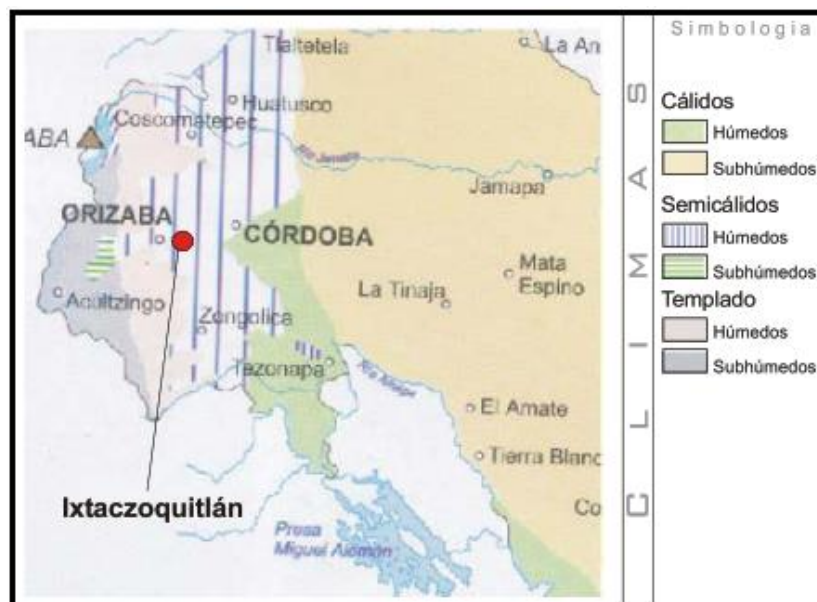 Tlaltetela
La An
Huatusco
Coscomatepec
ABA
Río Jamapa
Jamapa
ORIZABA
CÓRDOBA
Mata
Espino
La Tinaja
Acultzingo
Zongolica
Tezonapa
El Amate
Tierra Blanc
Ixtaczoquitlán
Co
Presa
Miguel Alemán
CLIMAS
Simbologia
Cálidos
Húmedos
Subhúmedos
Semicálidos
Húmedos
Subhúmedos
Templado
Húmedos
Subhúmedos